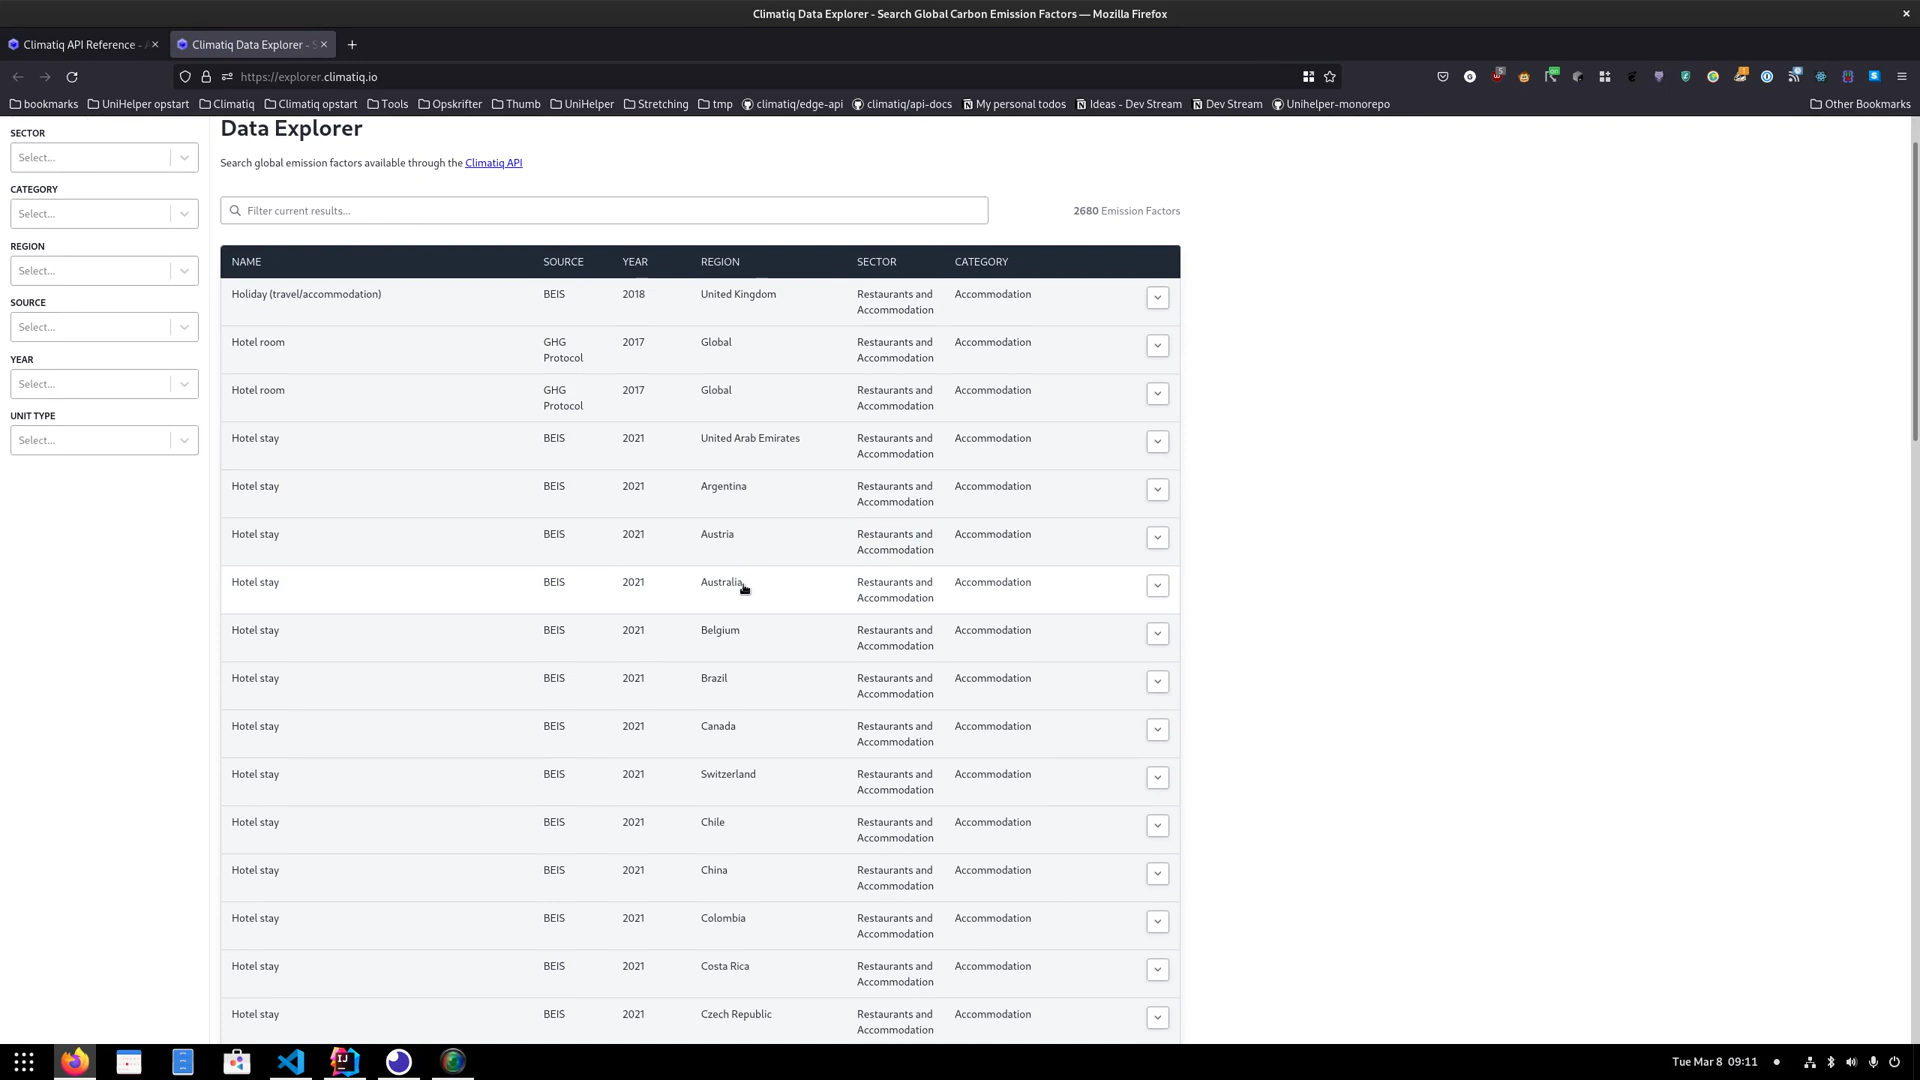 Climatiq Data Explorer - Search Global Carbon Emission Factors — Mozilla Firefox
Climatiq API Reference - A
Climatiq Data Explorer - S
https://explorer.climatiq.io
bookmarks UniHelper opstart Climatiq Climatiq opstart Tools Opskrifter Thumb UniHelper Stretching tmp climatiq/edge-api climatiq/api-docs My personal todos Ideas - Dev Stream Dev Stream Unihelper-monorepo Other Bookmarks
SECTOR
Select...
CATEGORY
Select...
REGION
Select...
SOURCE
Select...
YEAR
Select...
UNIT TYPE
Select...
Data Explorer
Search global emission factors available through the Climatiq API
Filter current results...
2680 Emission Factors
NAME SOURCE YEAR REGION SECTOR CATEGORY
Holiday (travel/accommodation) BEIS 2018 United Kingdom Restaurants and Accommodation
Accommodation
Hotel room GHG 2017 Global Restaurants and Accommodation
Protocol Accommodation
Hotel room GHG 2017 Global Restaurants and Accommodation
Protocol Accommodation
Hotel stay BEIS 2021 United Arab Emirates Restaurants and Accommodation
Accommodation
Hotel stay BEIS 2021 Argentina Restaurants and Accommodation
Accommodation
Hotel stay BEIS 2021 Austria Restaurants and Accommodation
Accommodation
Hotel stay BEIS 2021 Australia Restaurants and Accommodation
Accommodation
Hotel stay BEIS 2021 Belgium Restaurants and Accommodation
Accommodation
Hotel stay BEIS 2021 Brazil Restaurants and Accommodation
Accommodation
Hotel stay BEIS 2021 Canada Restaurants and Accommodation
Accommodation
Hotel stay BEIS 2021 Switzerland Restaurants and Accommodation
Accommodation
Hotel stay BEIS 2021 Chile Restaurants and Accommodation
Accommodation
Hotel stay BEIS 2021 China Restaurants and Accommodation
Accommodation
Hotel stay BEIS 2021 Colombia Restaurants and Accommodation
Accommodation
Hotel stay BEIS 2021 Costa Rica Restaurants and Accommodation
Accommodation
Hotel stay BEIS 2021 Czech Republic Restaurants and Accommodation
Accommodation
Tue Mar 8 09:11